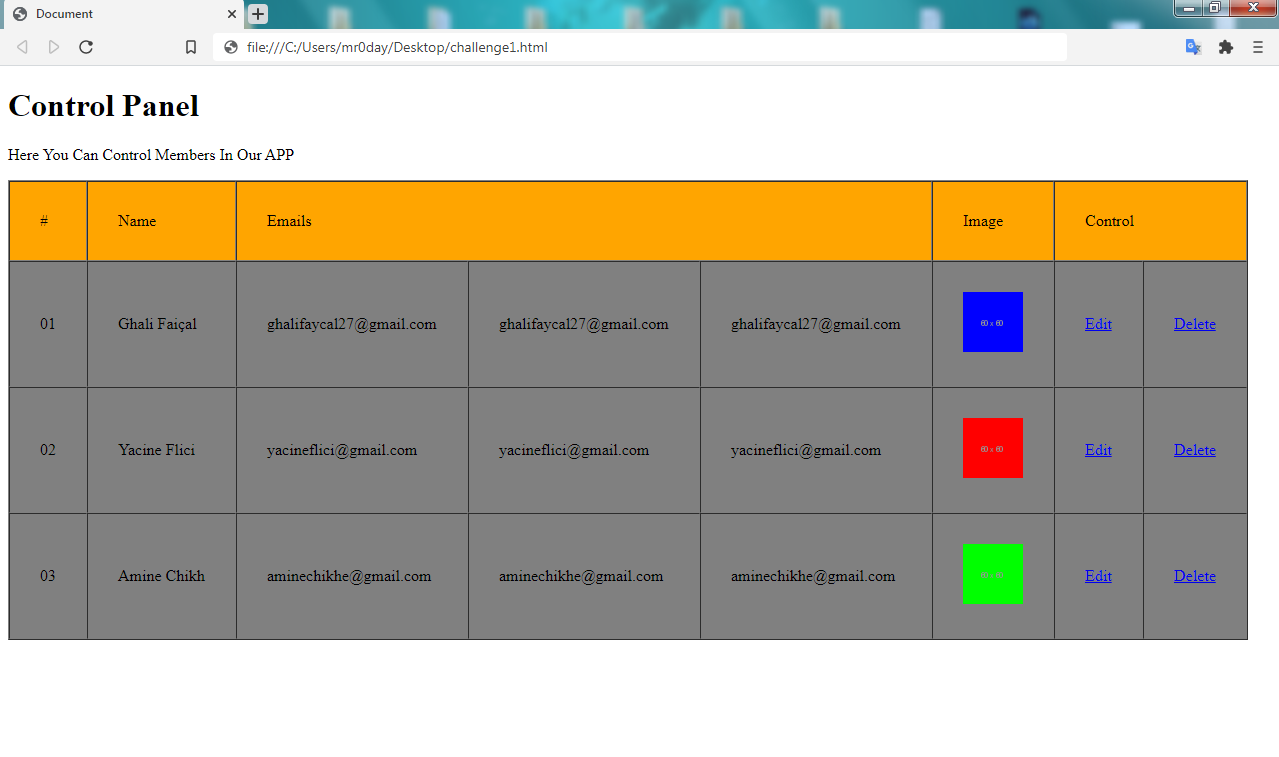 Document
file:///C:/Users/mr0day/Desktop/challenge1.html
Control Panel
Here You Can Control Members In Our APP
# Name Emails Image Control
01 Ghali Faiçal ghalifaycal27@gmail.com ghalifaycal27@gmail.com ghalifaycal27@gmail.com 60 x 60 Edit Delete
02 Yacine Flici yacineflici@gmail.com yacineflici@gmail.com yacineflici@gmail.com 60 x 60 Edit Delete
03 Amine Chikh aminechikhe@gmail.com aminechikhe@gmail.com aminechikhe@gmail.com Edit Delete